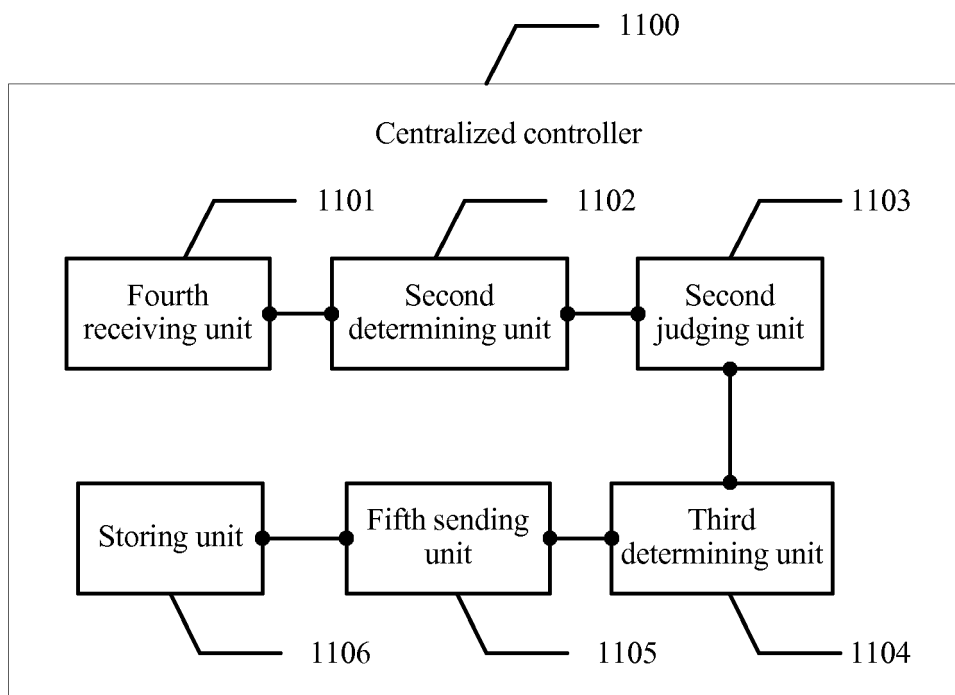 1100
Centralized controller
1101
1102
1103
Fourth
receiving unit
Second
determining unit
Second
judging unit
Storing unit
Fifth sending
unit
Third
determining unit
1106
1105
1104